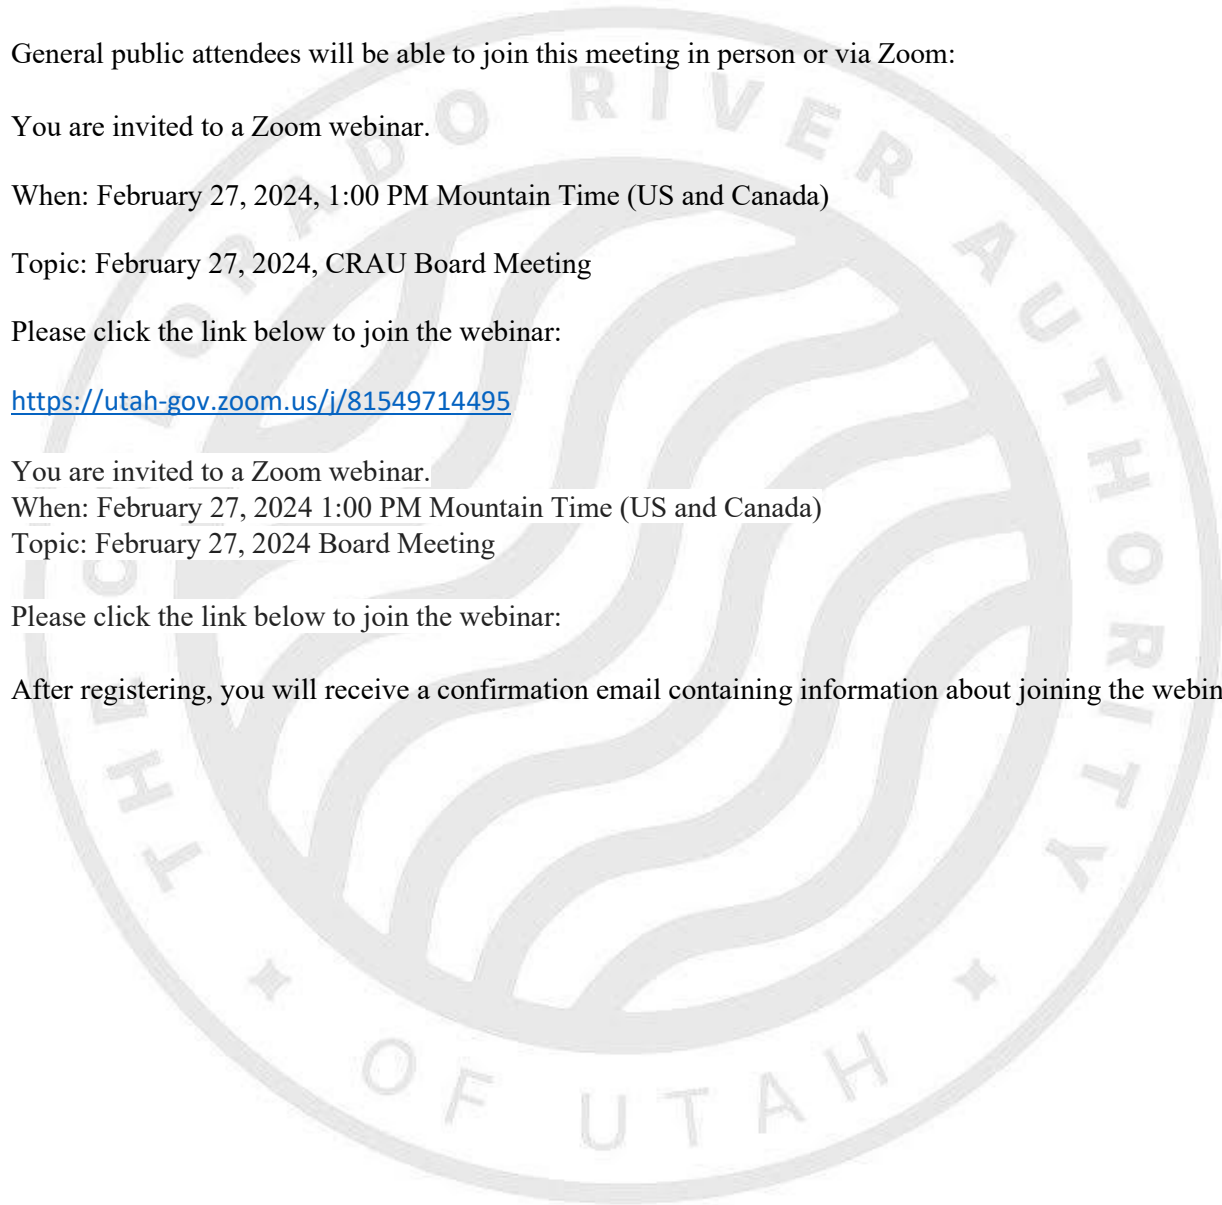 General public attendees will be able to join this meeting in person or via Zoom:
You are invited to a Zoom webinar.
When: February 27, 2024, 1:00 PM Mountain Time (US and Canada)
Topic: February 27, 2024, CRAU Board Meeting
Please click the link below to join the webinar:
https://utah-gov.zoom.us/j/81549714495
You are invited to a Zoom webinar.
When: February 27, 2024 1:00 PM Mountain Time (US and Canada)
Topic: February 27, 2024 Board Meeting
Please click the link below to join the webinar:
After registering, you will receive a confirmation email containing information about joining the webin
THE COLORADO RIVER AUTHORITY
OF UTAH